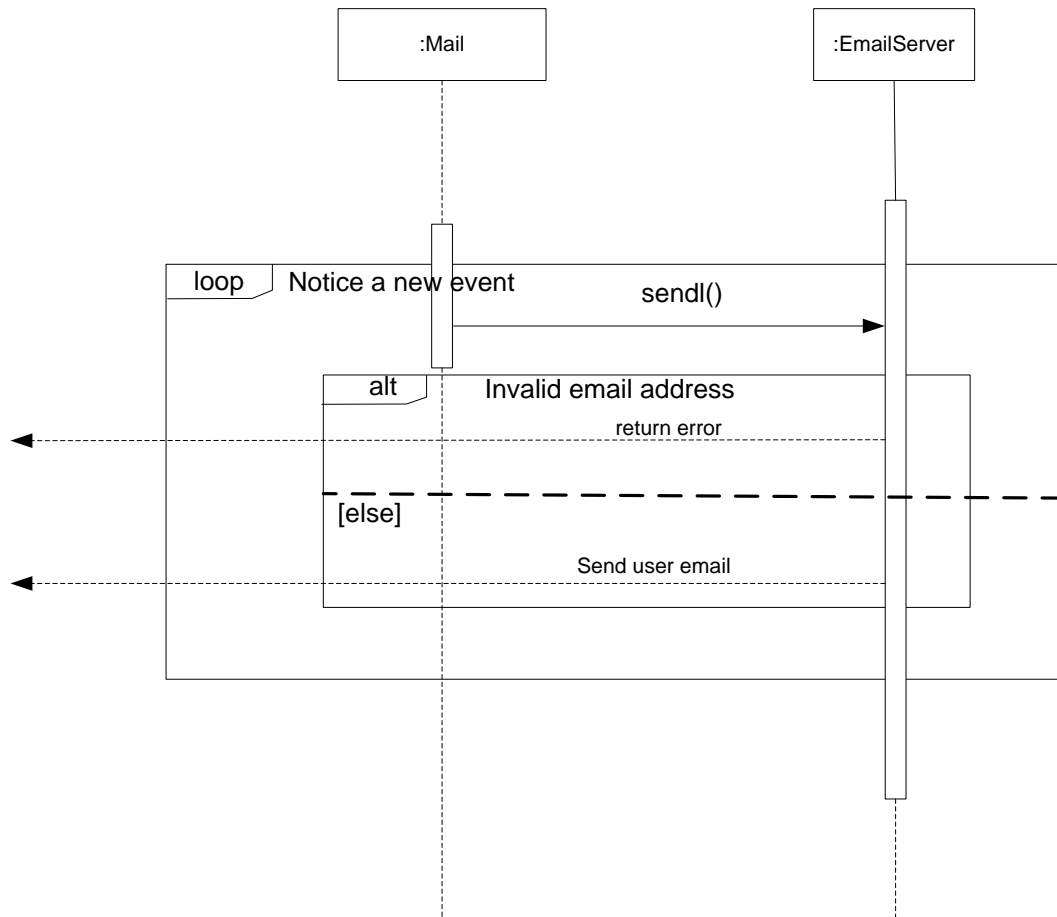 :Mail
:EmailServer
loop
Notice a new event
sendl()
alt
Invalid email address
return error
[else]
Send user email